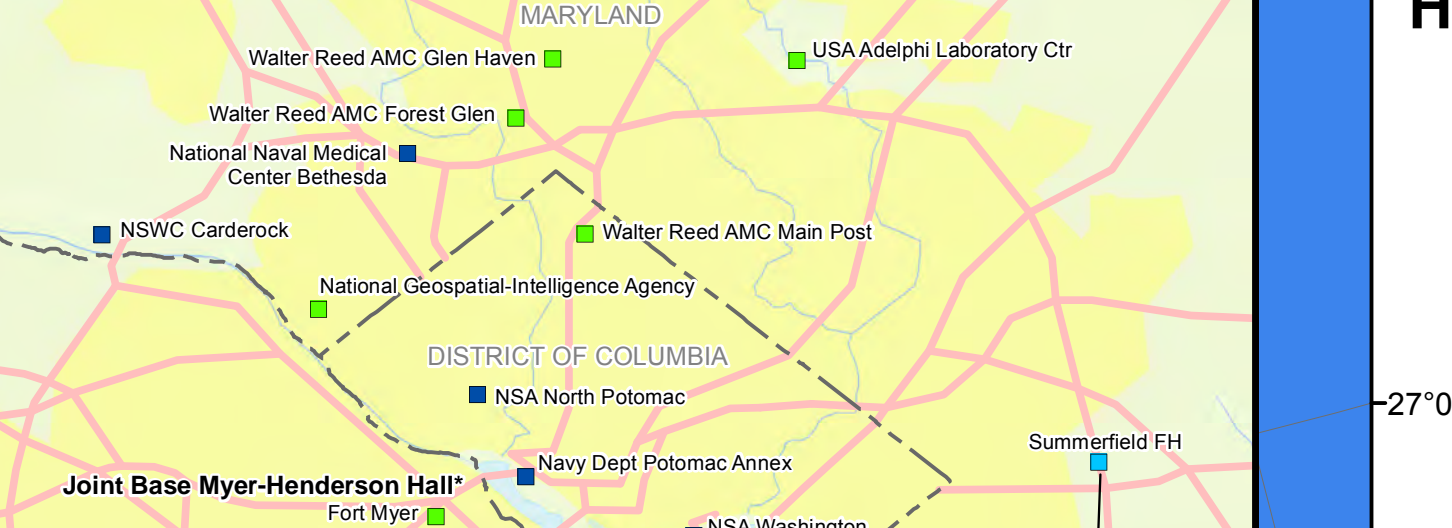 H
MARYLAND
Walter Reed AMC Glen Haven
USA Adelphi Laboratory Ctr
Walter Reed AMC Forest Glen
National Naval Medical
Center Bethesda
NSWC Carderock
Walter Reed AMC Main Post
National Geospatial-Intelligence Agency
DISTRICT OF COLUMBIA
NSA North Potomac
27°0
Summerfield FH
Navy Dept Potomac Annex
Joint Base Myer-Henderson Hall*
Fort Myer
NSA Washington